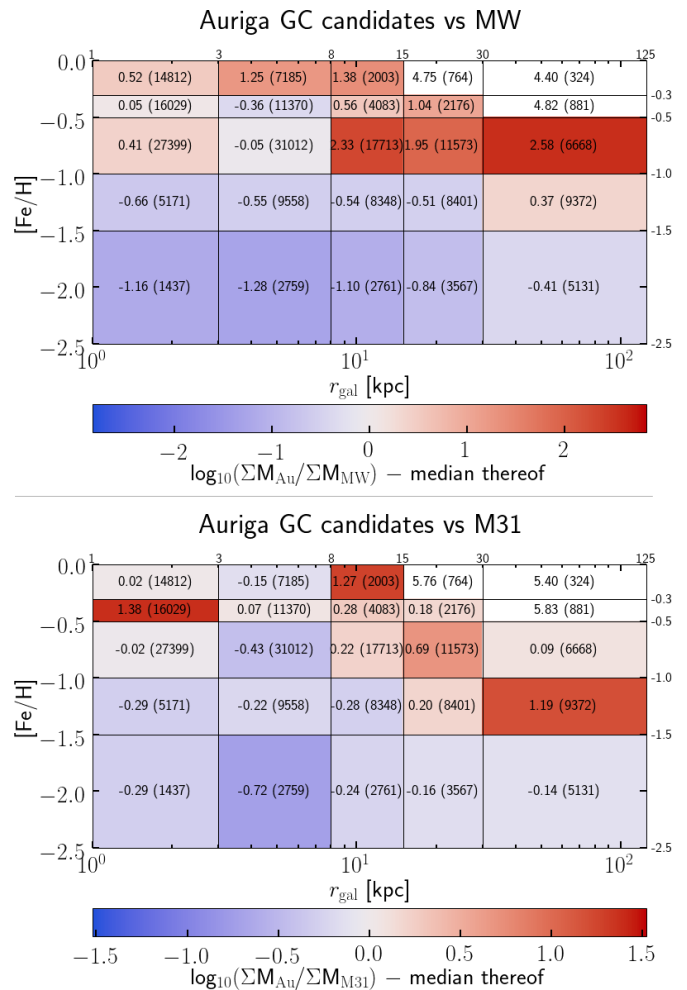 Auriga GC candidates vs MW
1 3 8 15 30 125
0.0 0.52 (14812) 1.25 (7185) 1.38 (2003) 4.75 (764) 4.40 (324)
-0.3
0.05 (16029) -0.36 (11370) 0.56 (4083) 1.04 (2176) 4.82 (881)
−0.5 -0.5
0.41 (27399) -0.05 (31012) 2.33 (17713) 1.95 (11573) 2.58 (6668)
−1.0 -1.0
-0.66 (5171) -0.55 (9558) -0.54 (8348) -0.51 (8401) 0.37 (9372)
−1.5 -1.5
-1.16 (1437) -1.28 (2759) -1.10 (2761) -0.84 (3567) -0.41 (5131)
−2.0
−2.5 -2.5
[Fe/H]
10⁰ 10¹ 10²
r_gal [kpc]
−2 −1 0 1 2
log₁₀(ΣM_Au/ΣM_MW) − median thereof
Auriga GC candidates vs M31
1 3 8 15 30 125
0.0 0.02 (14812) -0.15 (7185) 1.27 (2003) 5.76 (764) 5.40 (324)
-0.3
1.38 (16029) 0.07 (11370) 0.28 (4083) 0.18 (2176) 5.83 (881)
−0.5 -0.5
-0.02 (27399) -0.43 (31012) 0.22 (17713) 0.69 (11573) 0.09 (6668)
−1.0 -1.0
-0.29 (5171) -0.22 (9558) -0.28 (8348) 0.20 (8401) 1.19 (9372)
−1.5 -1.5
-0.29 (1437) -0.72 (2759) -0.24 (2761) -0.16 (3567) -0.14 (5131)
−2.0
−2.5 -2.5
[Fe/H]
10⁰ 10¹ 10²
r_gal [kpc]
−1.5 −1.0 −0.5 0.0 0.5 1.0 1.5
log₁₀(ΣM_Au/ΣM_M31) − median thereof